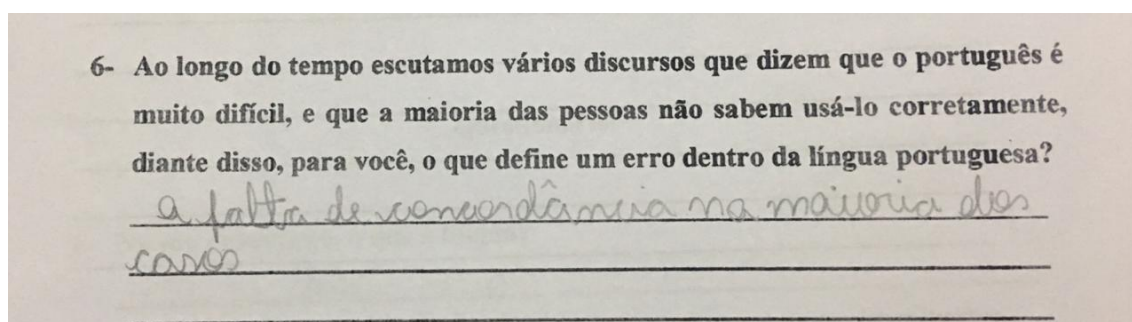 6- Ao longo do tempo escutamos vários discursos que dizem que o português é
muito difícil, e que a maioria das pessoas não sabem usá-lo corretamente,
diante disso, para você, o que define um erro dentro da língua portuguesa?
a falta de concordância na maioria dos
casos